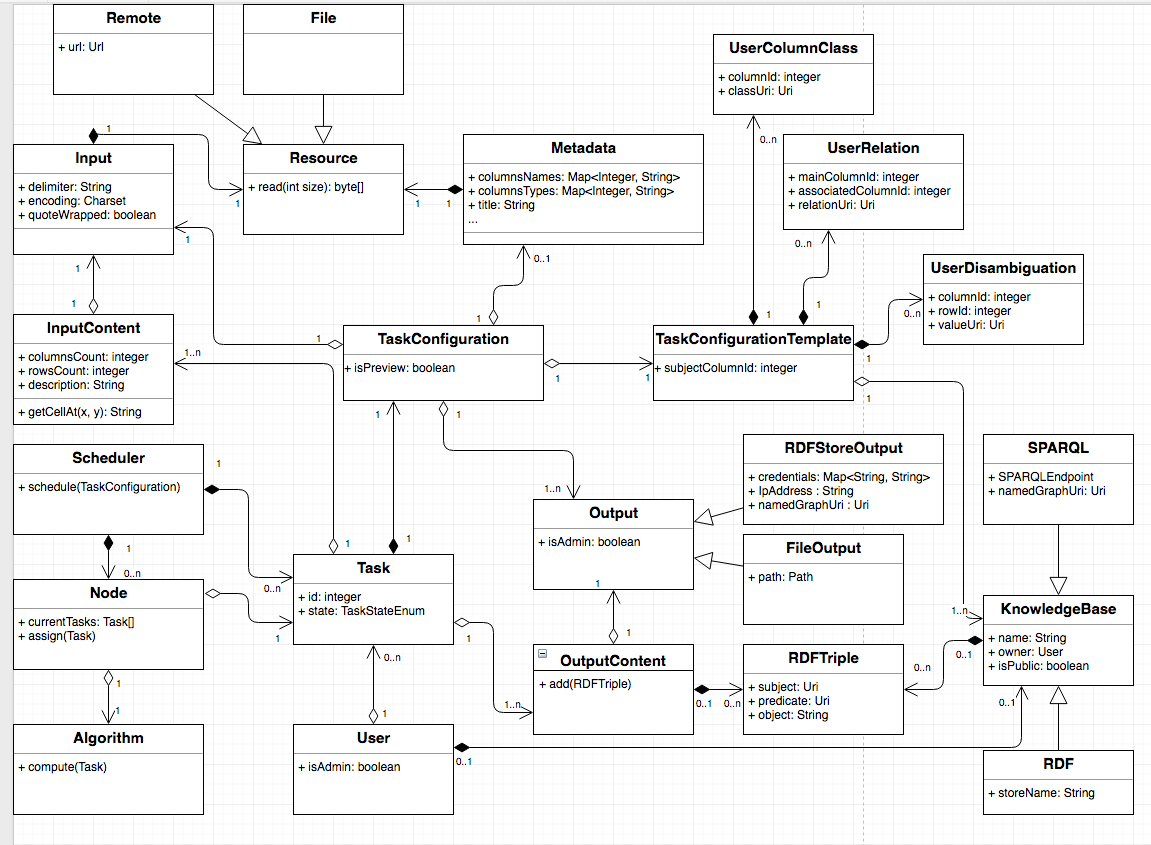 Remote
+ url: Url
File
UserColumnClass
+ columnId: integer
+ classUri: Uri
0..n
1
Input
+ delimiter: String
+ encoding: Charset
+ quoteWrapped: boolean
1
1
Resource
+ read(int size): byte[]
1
1
Metadata
+ columnsNames: Map<Integer, String>
+ columnsTypes: Map<Integer, String>
+ title: String
...
0..1
1
UserRelation
+ mainColumnId: integer
+ associatedColumnId: integer
+ relationUri: Uri
0..n
1
1
UserDisambiguation
+ columnId: integer
+ rowId: integer
+ valueUri: Uri
0..n
1
1
1
InputContent
+ columnsCount: integer
+ rowsCount: integer
+ description: String
+ getCellAt(x, y): String
1..n
1
TaskConfiguration
+ isPreview: boolean
1
1
TaskConfigurationTemplate
+ subjectColumnId: integer
1
1
1
1
Scheduler
+ schedule(TaskConfiguration)
1
1
0..n
1..n
Output
+ isAdmin: boolean
1
RDFStoreOutput
+ credentials: Map<String, String>
+ IpAddress : String
+ namedGraphUri : Uri
SPARQL
+ SPARQLEndpoint
+ namedGraphUri: Uri
FileOutput
+ path: Path
1
1
0..n
Task
+ id: integer
+ state: TaskStateEnum
Node
+ currentTasks: Task[]
+ assign(Task)
1
1..n
KnowledgeBase
+ name: String
+ owner: User
+ isPublic: boolean
1
1
0..n
1
OutputContent
+ add(RDFTriple)
RDFTriple
+ subject: Uri
+ predicate: Uri
+ object: String
0..1
0..n
1
1
1
1..n
0..1
0..n
0..1
Algorithm
+ compute(Task)
User
+ isAdmin: boolean
0..1
RDF
+ storeName: String